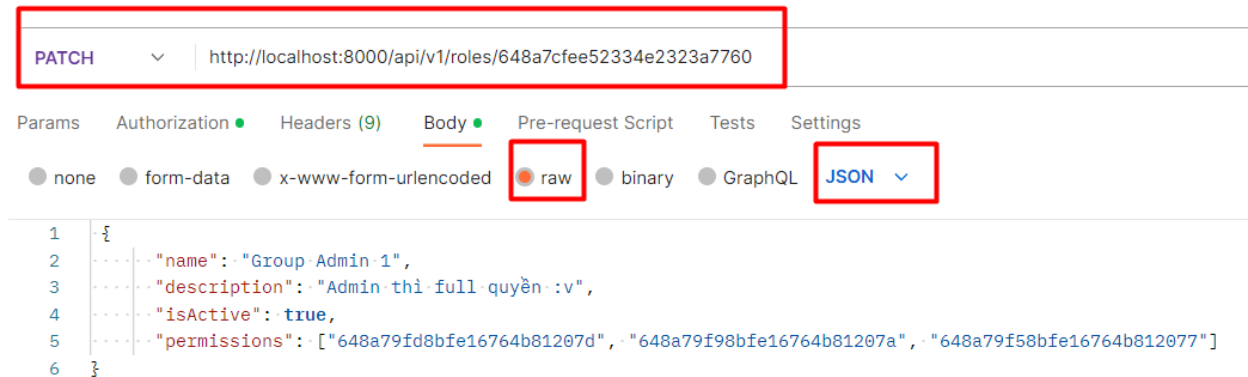 PATCH http://localhost:8000/api/v1/roles/648a7cfee52334e2323a7760
Params Authorization Headers (9) Body Pre-request Script Tests Settings
none form-data x-www-form-urlencoded raw binary GraphQL JSON
1 {
2 "name": "Group Admin 1",
3 "description": "Admin thì full quyền :v",
4 "isActive": true,
5 "permissions": ["648a79fd8bfe16764b81207d", "648a79f98bfe16764b81207a", "648a79f58bfe16764b812077"]
6 }